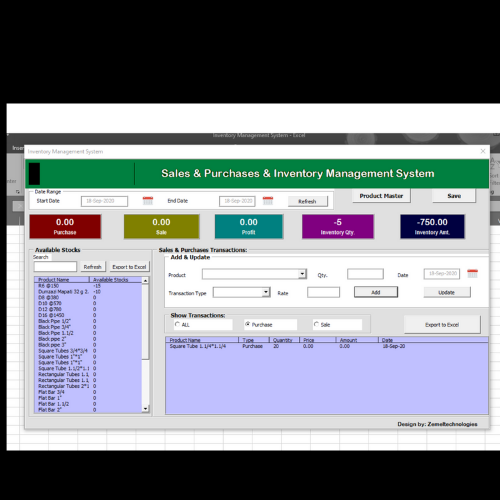 Inventory Management System - Excel
Inventory Management System
Sales & Purchases & Inventory Management System
Date Range
Start Date 18-Sep-2020 End Date 18-Sep-2020 Refresh Product Master Save
0.00 0.00 0.00 -5 -750.00
Purchase Sale Profit Inventory Qty. Inventory Amt.
Available Stocks
Search
Refresh Export to Excel
Product Name Available Stocks
R6 @150 -15
Dumuzi Mapati 32 g 2. -10
D8 @380 0
D10 @570 0
D12 @780 0
D16 @1450 0
Black Pipe 1/2" 0
Black Pipe 3/4" 0
Black Pipe 1.1/2 0
Black pipe 2" 0
Black pipe 3" 0
Square Tubes 3/4*3/4 0
Square Tubes 1"*1" 0
Square Tubes 1"*1" 0
Square Tube 1.1/2*1.1 0
Rectangular Tubes 1.1, 0
Rectangular Tubes 1.1, 0
Rectangular Tubes 2*1 0
Flat Bar 3/4 0
Flat Bar 1" 0
Flat Bar 1.1/2 0
Flat Bar 2" 0
Sales & Purchases Transactions:
Add & Update
Product Qty. Date 18-Sep-2020
Transaction Type Rate Add Update
Show Transactions:
ALL Purchase Sale Export to Excel
Product Name Type Quantity Price Amount Date
Square Tube 1.1/4*1.1/4 Purchase 20 0.00 0.00 18-Sep-20
Design by: Zemeltechnologies